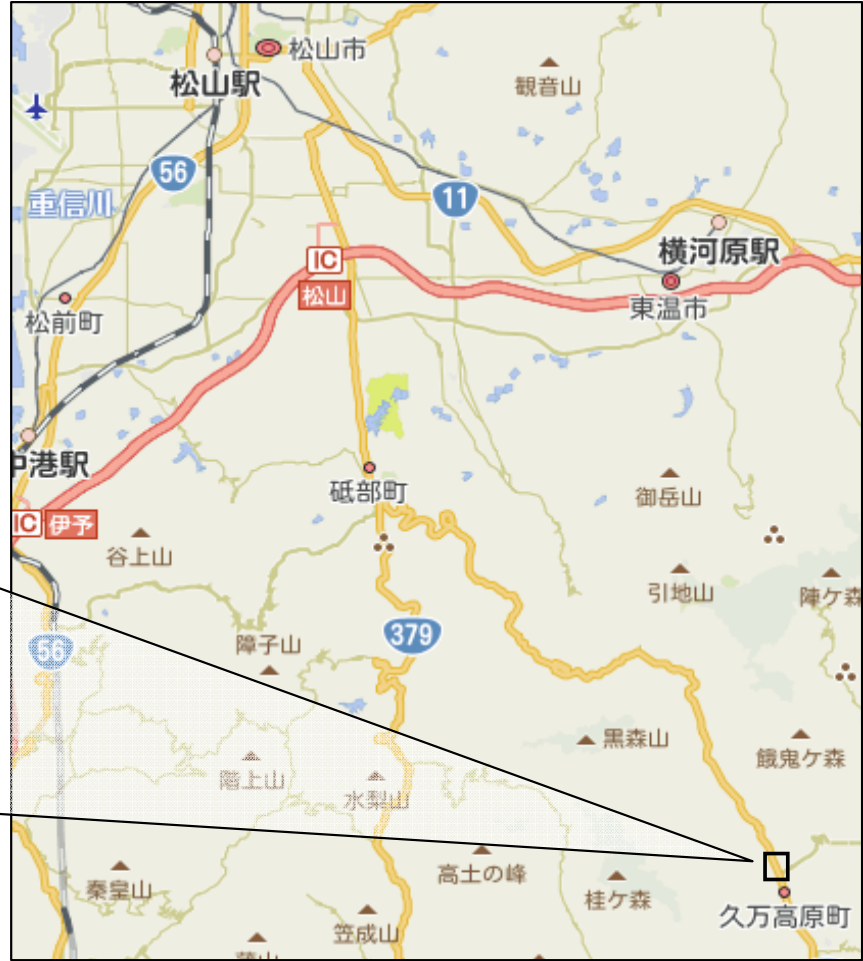 松山市
松山駅
観音山
56
11
重信川
横河原駅
IC
松山
東温市
松前町
中港駅
砥部町
御岳山
IC 伊予
谷上山
引地山
陣ケ森
379
障子山
56
黒森山
餓鬼ケ森
階上山
水梨山
高土の峰
秦皇山
桂ケ森
久万高原町
笠成山